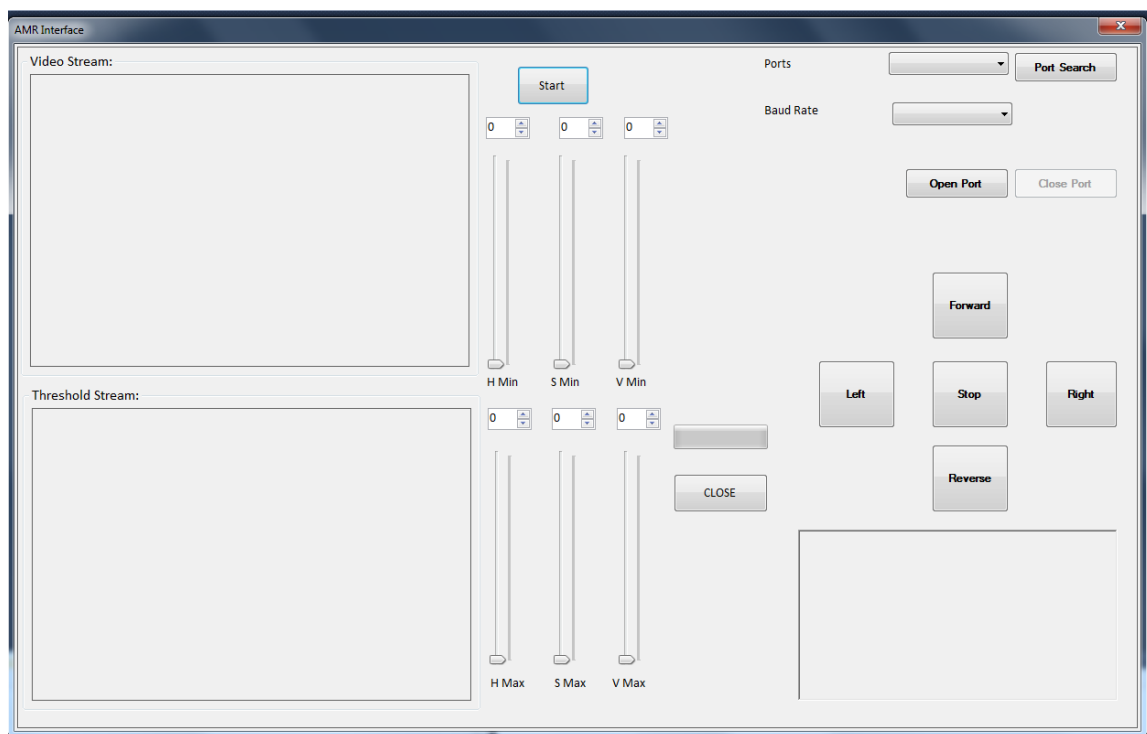 AMR Interface
Video Stream:
Start
Ports
Port Search
Baud Rate
0
0
0
Open Port
Close Port
Forward
H Min
S Min
V Min
Left
Stop
Right
Threshold Stream:
0
0
0
Reverse
CLOSE
H Max
S Max
V Max